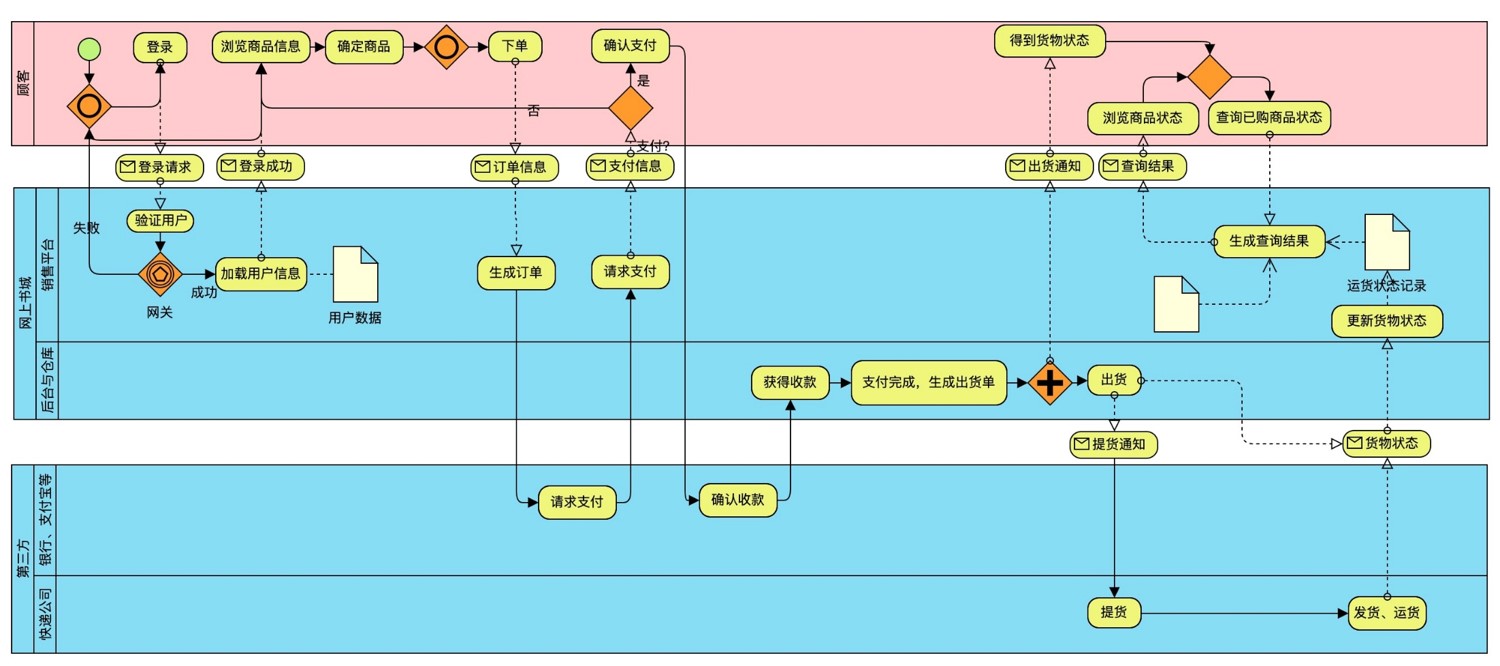 顾客
登录
浏览商品信息
确定商品
下单
确认支付
是
否
支付?
得到货物状态
浏览商品状态
查询已购商品状态
登录请求
登录成功
订单信息
支付信息
出货通知
查询结果
网上书城
销售平台
失败
验证用户
网关
成功
加载用户信息
用户数据
生成订单
请求支付
生成查询结果
运货状态记录
更新货物状态
后台与仓库
获得收款
支付完成，生成出货单
出货
提货通知
货物状态
第三方
银行、支付宝等
请求支付
确认收款
快递公司
提货
发货、运货